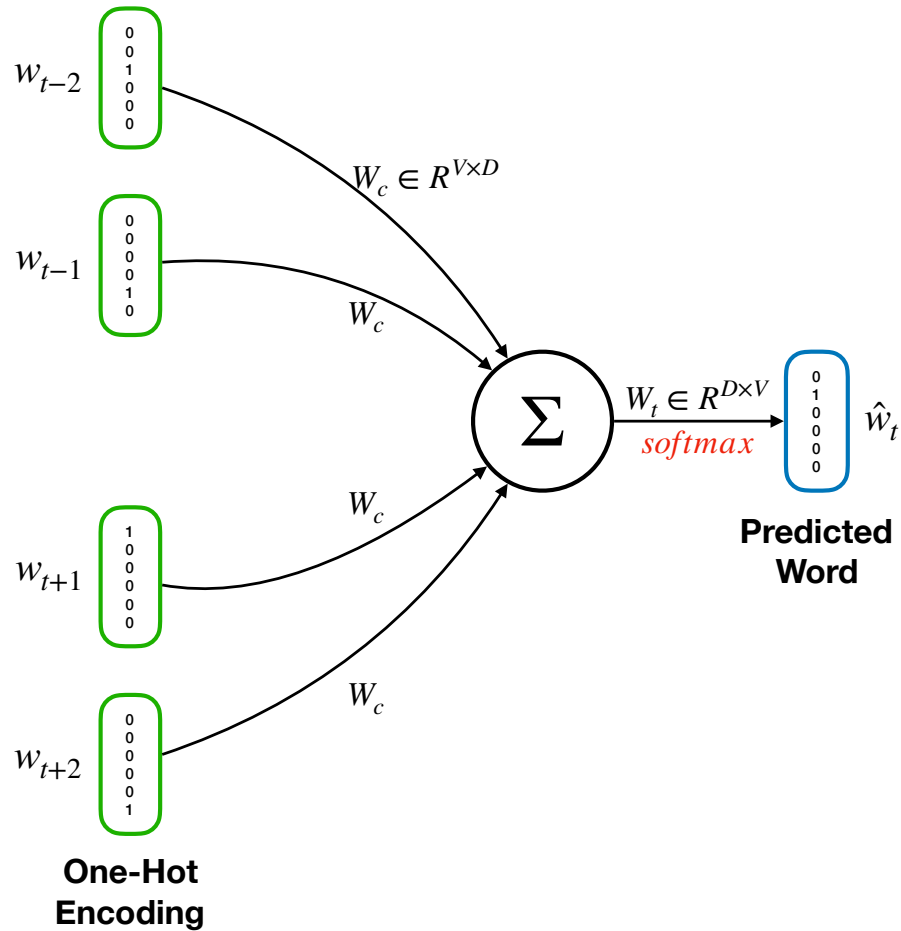 0
0
1
0
0
0
w_{t−2}
W_c ∈ R^{V×D}
0
0
0
0
1
0
w_{t−1}
W_c
Σ
W_t ∈ R^{D×V}
softmax
0
1
0
0
0
0
ŵ_t
Predicted
Word
1
0
0
0
0
0
w_{t+1}
W_c
0
0
0
0
0
1
w_{t+2}
W_c
One-Hot
Encoding